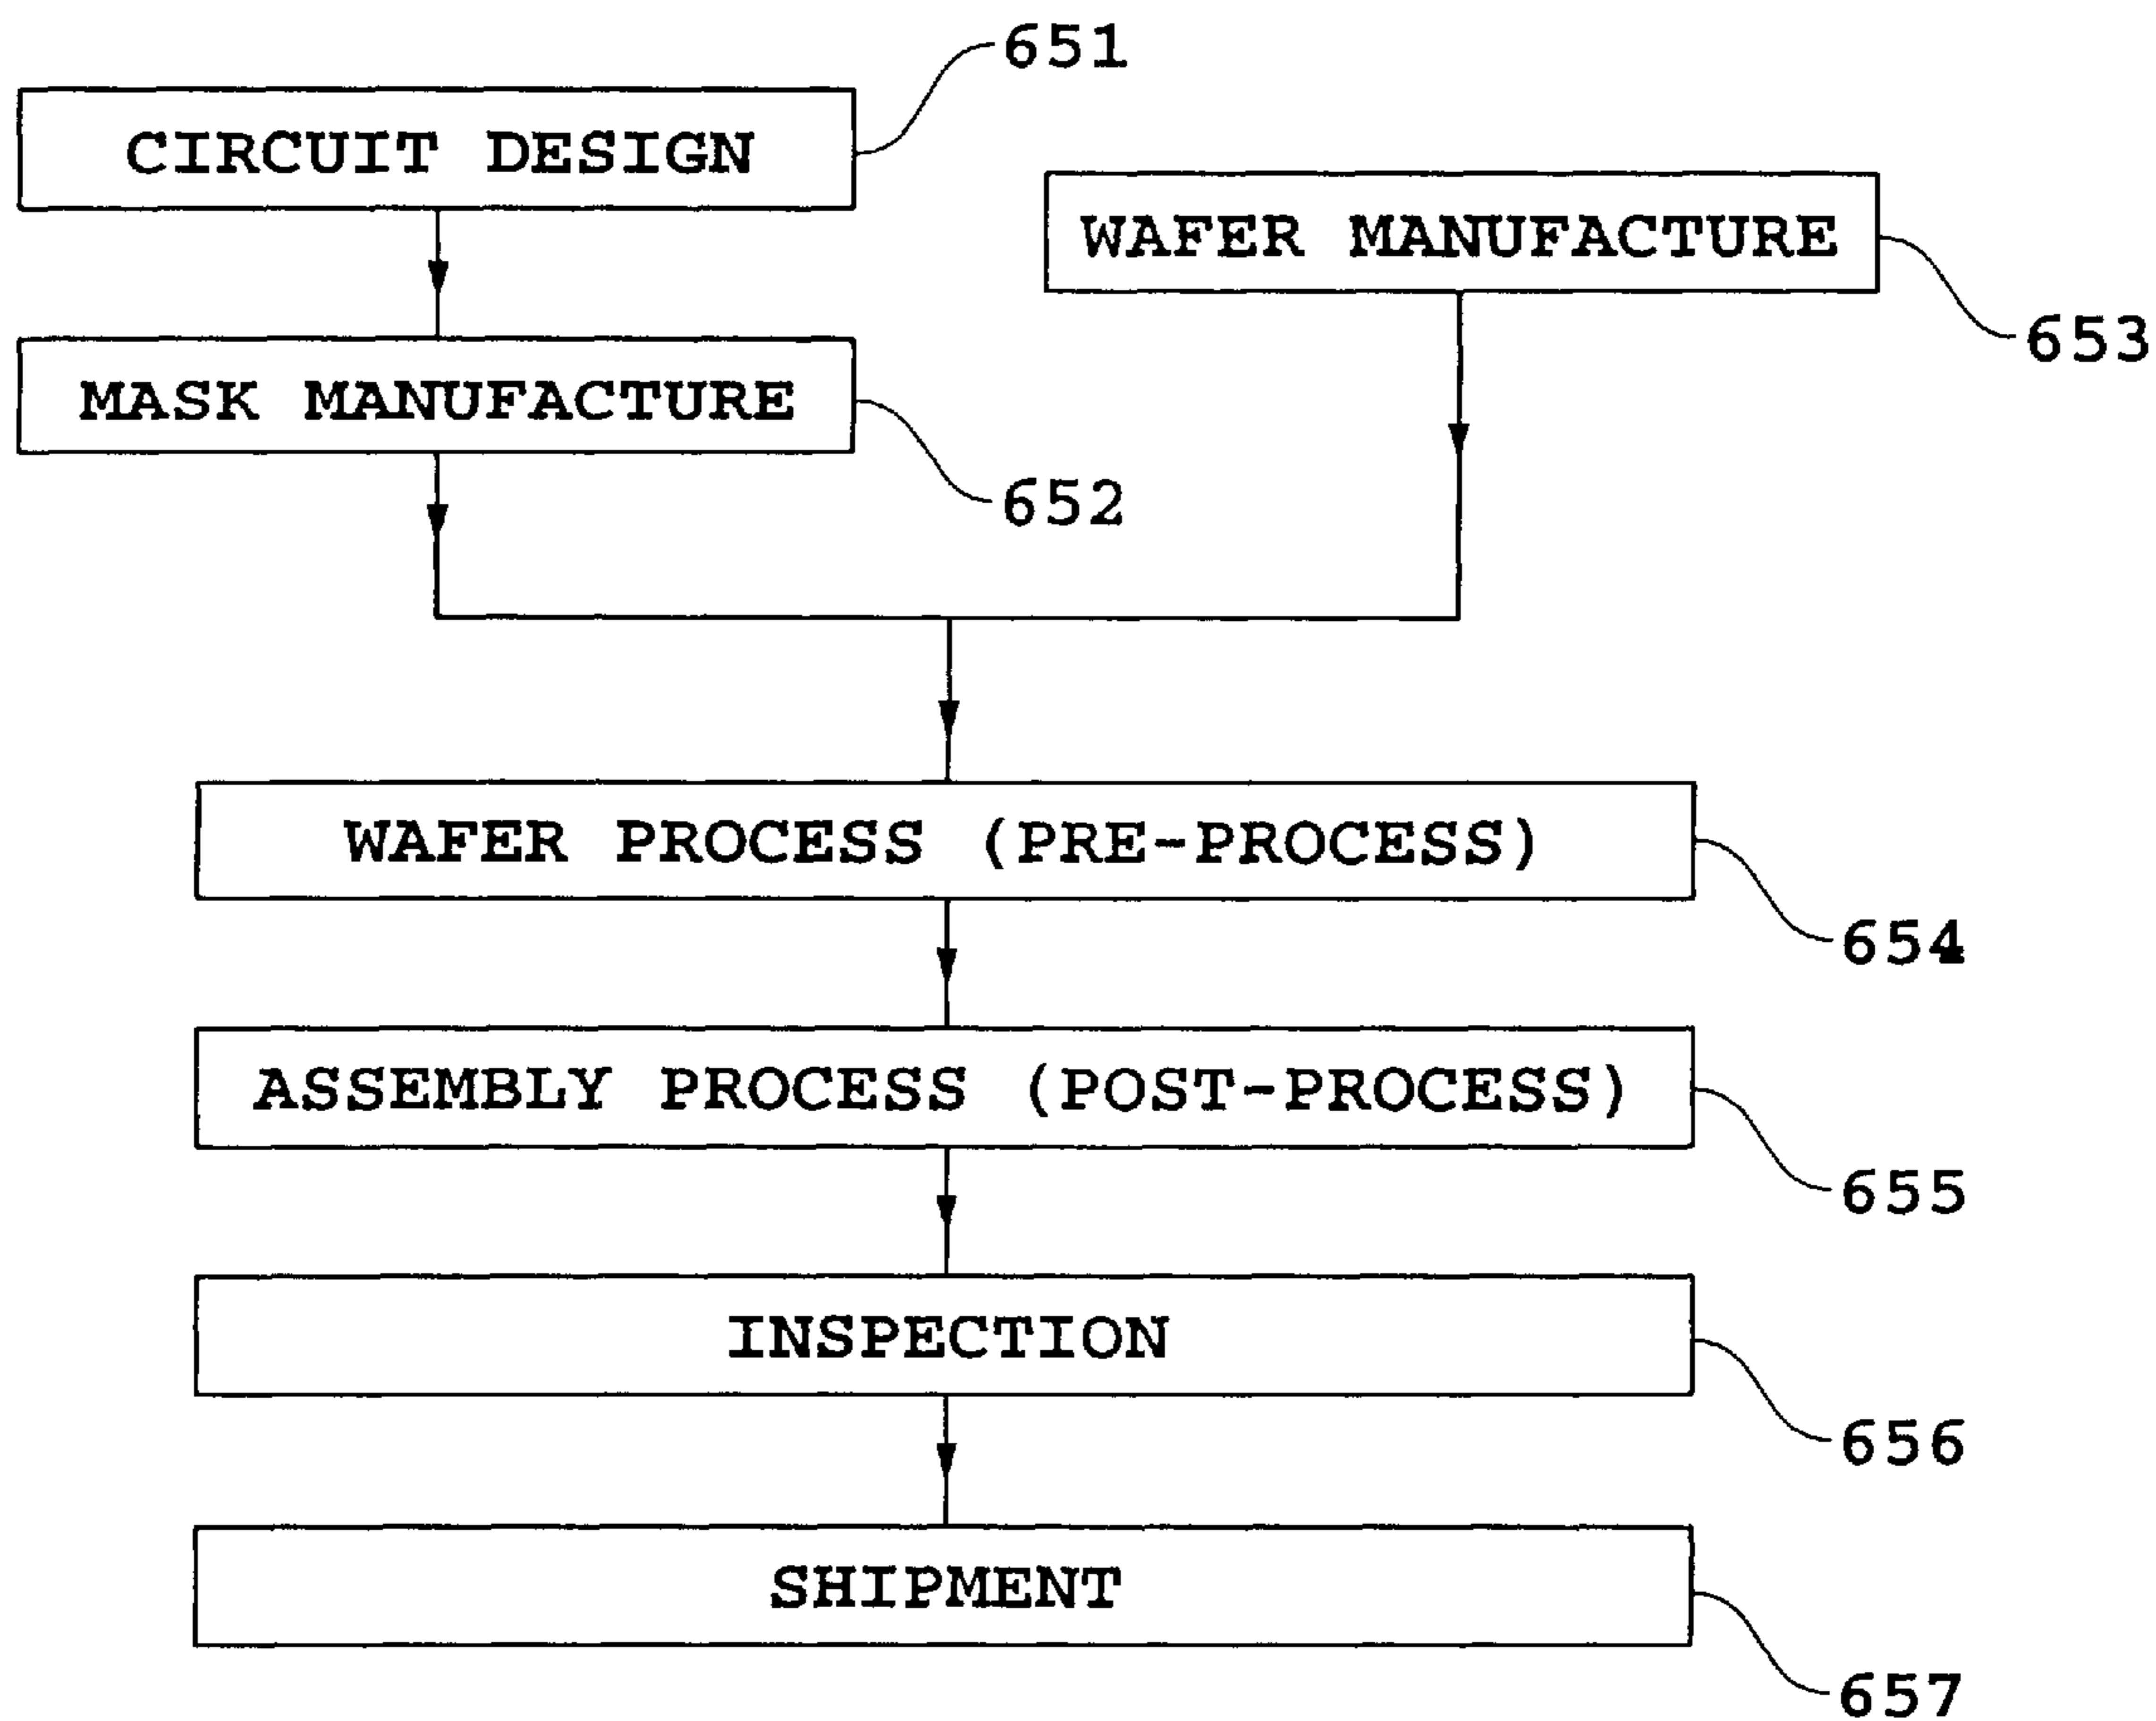 651
CIRCUIT DESIGN
WAFER MANUFACTURE
653
MASK MANUFACTURE
652
WAFER PROCESS (PRE-PROCESS)
654
ASSEMBLY PROCESS (POST-PROCESS)
655
INSPECTION
656
SHIPMENT
657